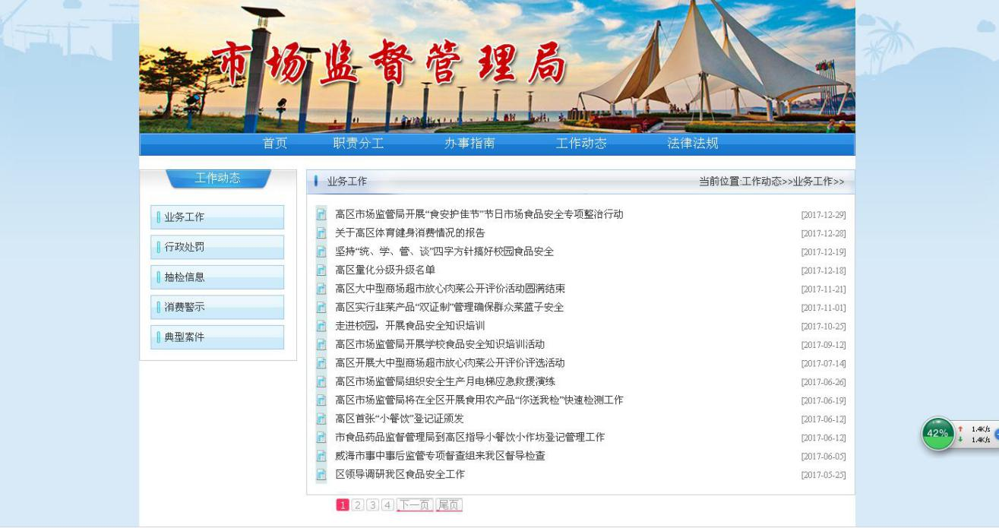 市场监督管理局
首页 职责分工 办事指南 工作动态 法律法规
工作动态
业务工作
行政处罚
抽检信息
消费警示
典型案件
业务工作 当前位置:工作动态>>业务工作>>
高区市场监管局开展“食安护佳节”节日市场食品安全专项整治行动 [2017-12-29]
关于高区体育健身消费情况的报告 [2017-12-28]
坚持“统、学、管、谈”四字方针搞好校园食品安全 [2017-12-19]
高区量化分级升级名单 [2017-12-18]
高区大中型商场超市放心肉菜公开评价活动圆满结束 [2017-11-21]
高区实行韭菜产品“双证制”管理确保群众菜篮子安全 [2017-11-01]
走进校园，开展食品安全知识培训 [2017-10-25]
高区市场监管局开展学校食品安全知识培训活动 [2017-09-12]
高区开展大中型商场超市放心肉菜公开评价评选活动 [2017-07-14]
高区市场监管局组织安全生产月电梯应急救援演练 [2017-06-26]
高区市场监管局将在全区开展食用农产品“你送我检”快速检测工作 [2017-06-19]
高区首张“小餐饮”登记证颁发 [2017-06-12]
市食品药品监督管理局到高区指导小餐饮小作坊登记管理工作 [2017-06-12]
威海市事中事后监管专项督查组来我区督导检查 [2017-06-05]
区领导调研我区食品安全工作 [2017-05-25]
1 2 3 4 下一页 尾页
42% 1.4K/s
1.4K/s